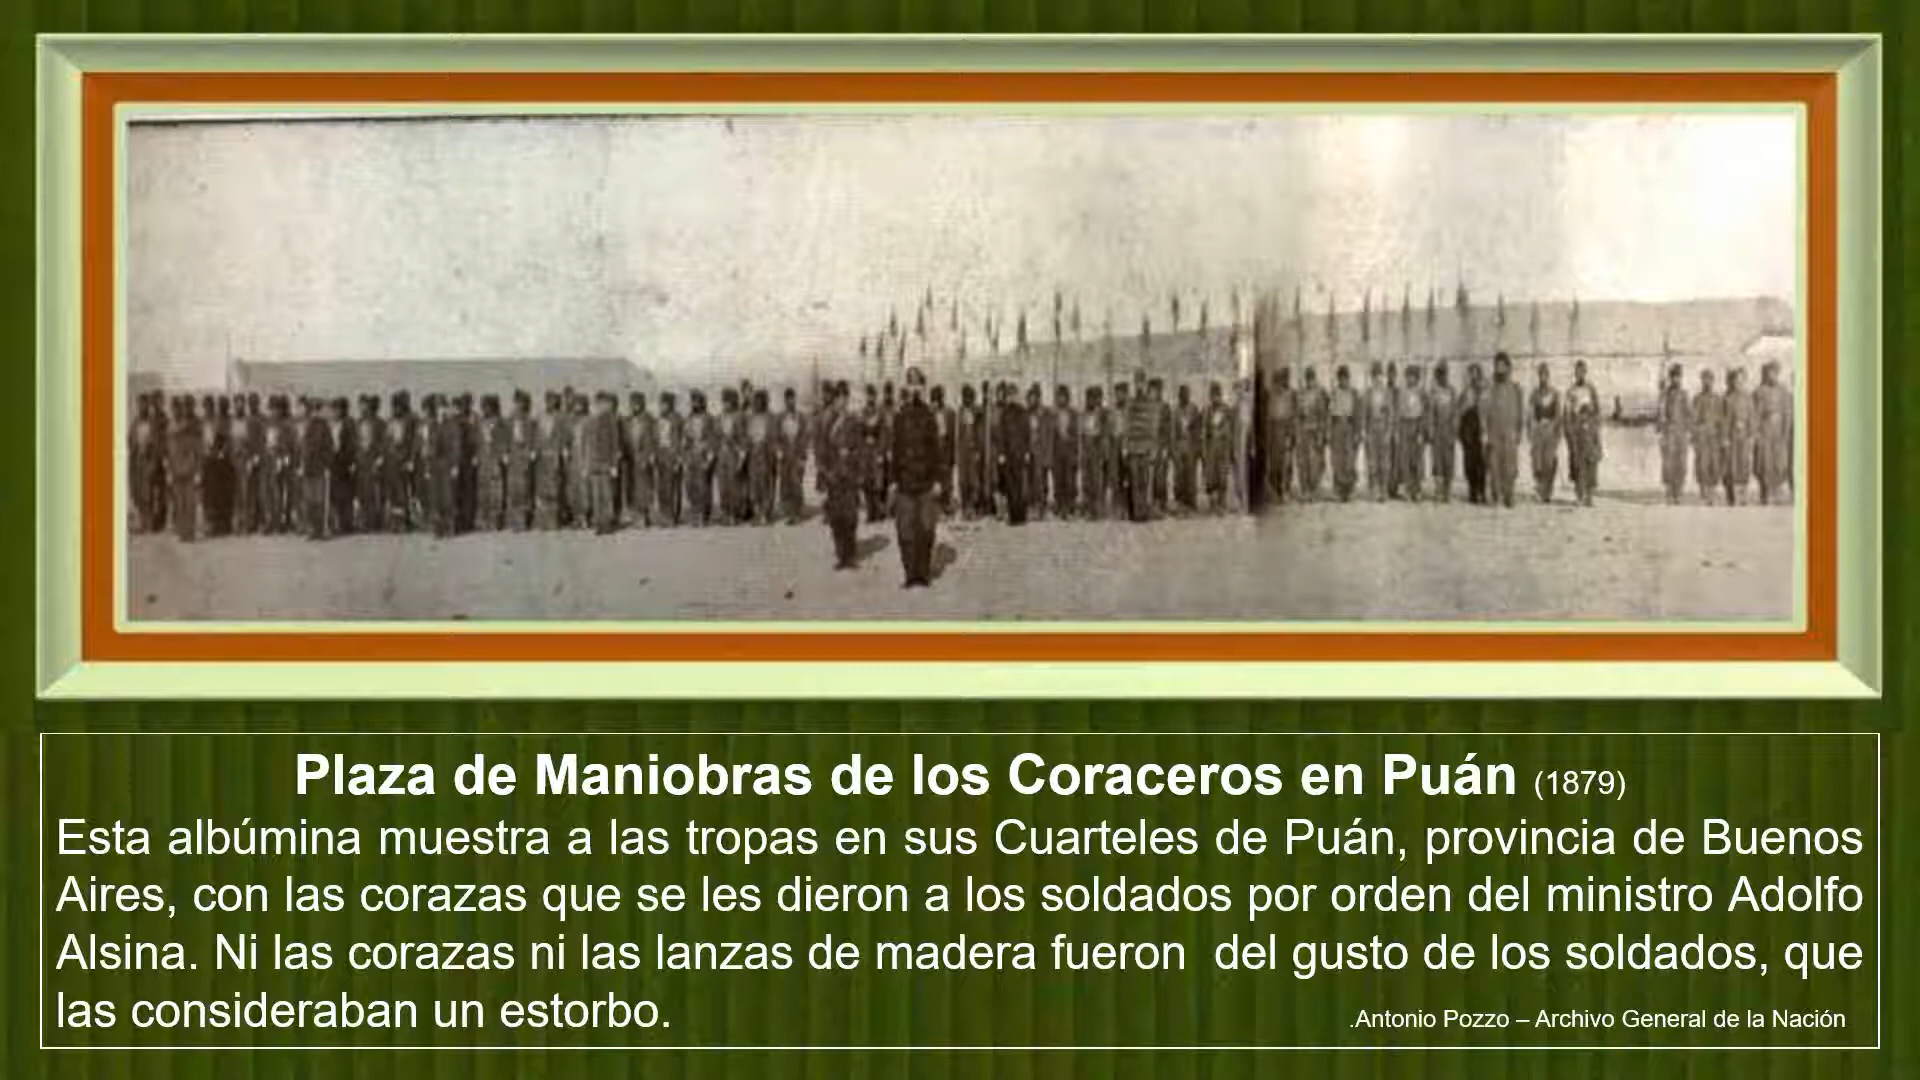 Plaza de Maniobras de los Coraceros en Puán (1879)
Esta albúmina muestra a las tropas en sus Cuarteles de Puán, provincia de Buenos
Aires, con las corazas que se les dieron a los soldados por orden del ministro Adolfo
Alsina. Ni las corazas ni las lanzas de madera fueron  del gusto de los soldados, que
las consideraban un estorbo.
.Antonio Pozzo – Archivo General de la Nación